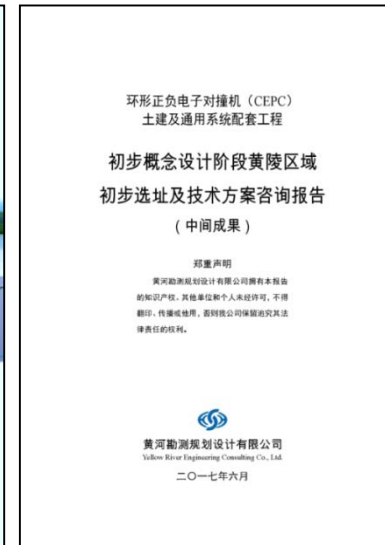 环形正负电子对撞机（CEPC）
土建及通用系统配套工程
初步概念设计阶段黄陵区域
初步选址及技术方案咨询报告
（中间成果）
郑重声明
黄河勘测规划设计有限公司拥有本报告
的知识产权。其他单位和个人未经许可，不得
翻印、传播或他用，否则我公司保留追究其法
律责任的权利。
黄河勘测规划设计有限公司
Yellow River Engineering Consulting Co., Ltd.
二〇一七年六月